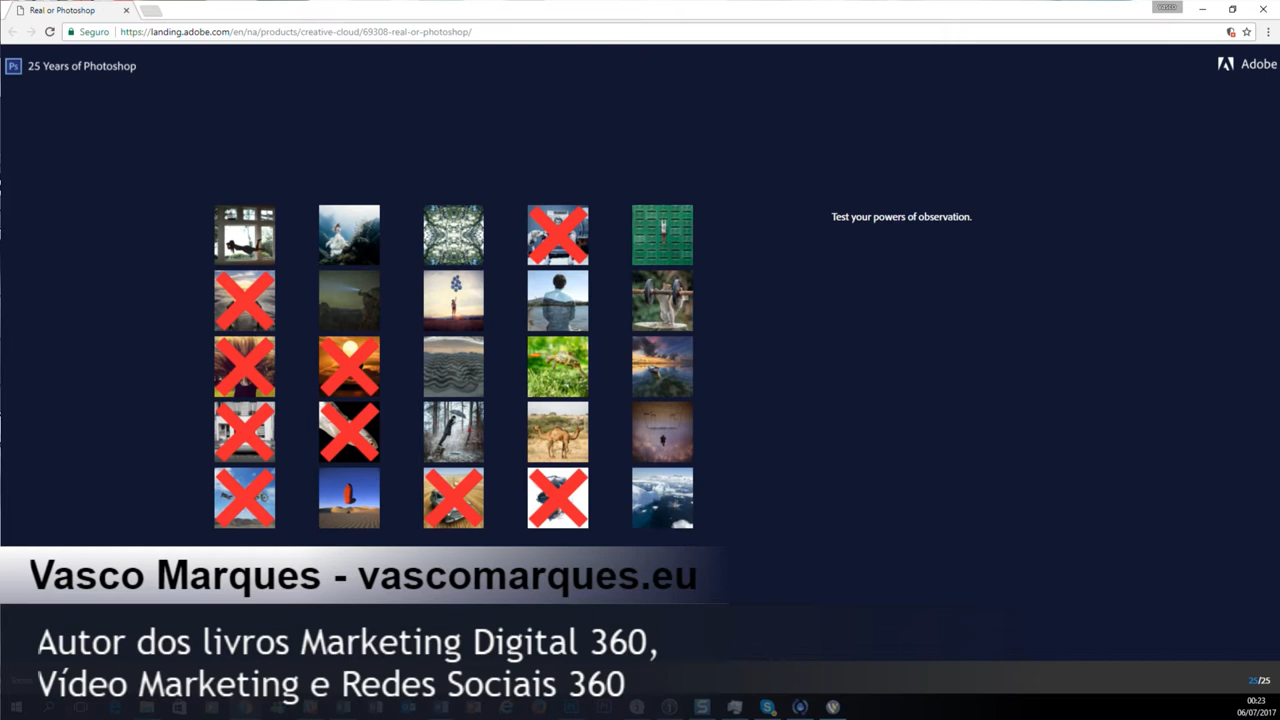 Real or Photoshop
vasco
Seguro
https://landing.adobe.com/en/na/products/creative-cloud/69308-real-or-photoshop/
Ps 25 Years of Photoshop
Adobe
Test your powers of observation.
Vasco Marques - vascomarques.eu
Autor dos livros Marketing Digital 360,
Vídeo Marketing e Redes Sociais 360
25/25
00:23
06/07/2017